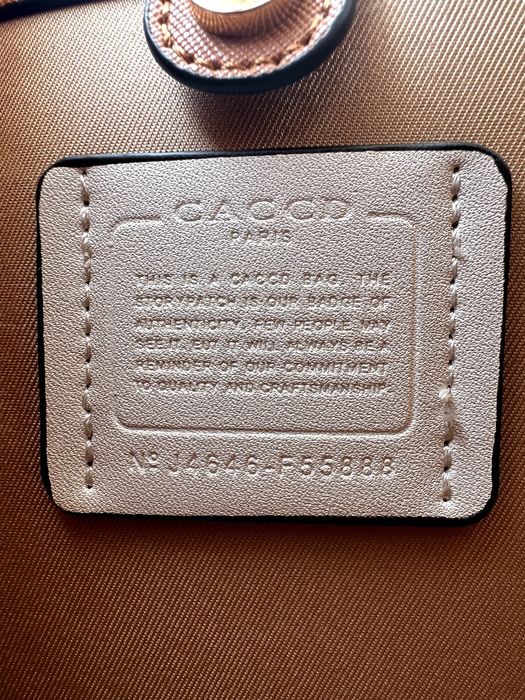 CACCD
PARIS
THIS IS A CACCD BAG. THE
STORYPATCH IS OUR BADGE OF
AUTHENTICITY. FEW PEOPLE MAY
SEE IT. BUT IT WILL ALWAYS BE A
REMINDER OF OUR COMMITMENT
TO QUALITY AND CRAFTSMANSHIP.
Nº J4646-F55888